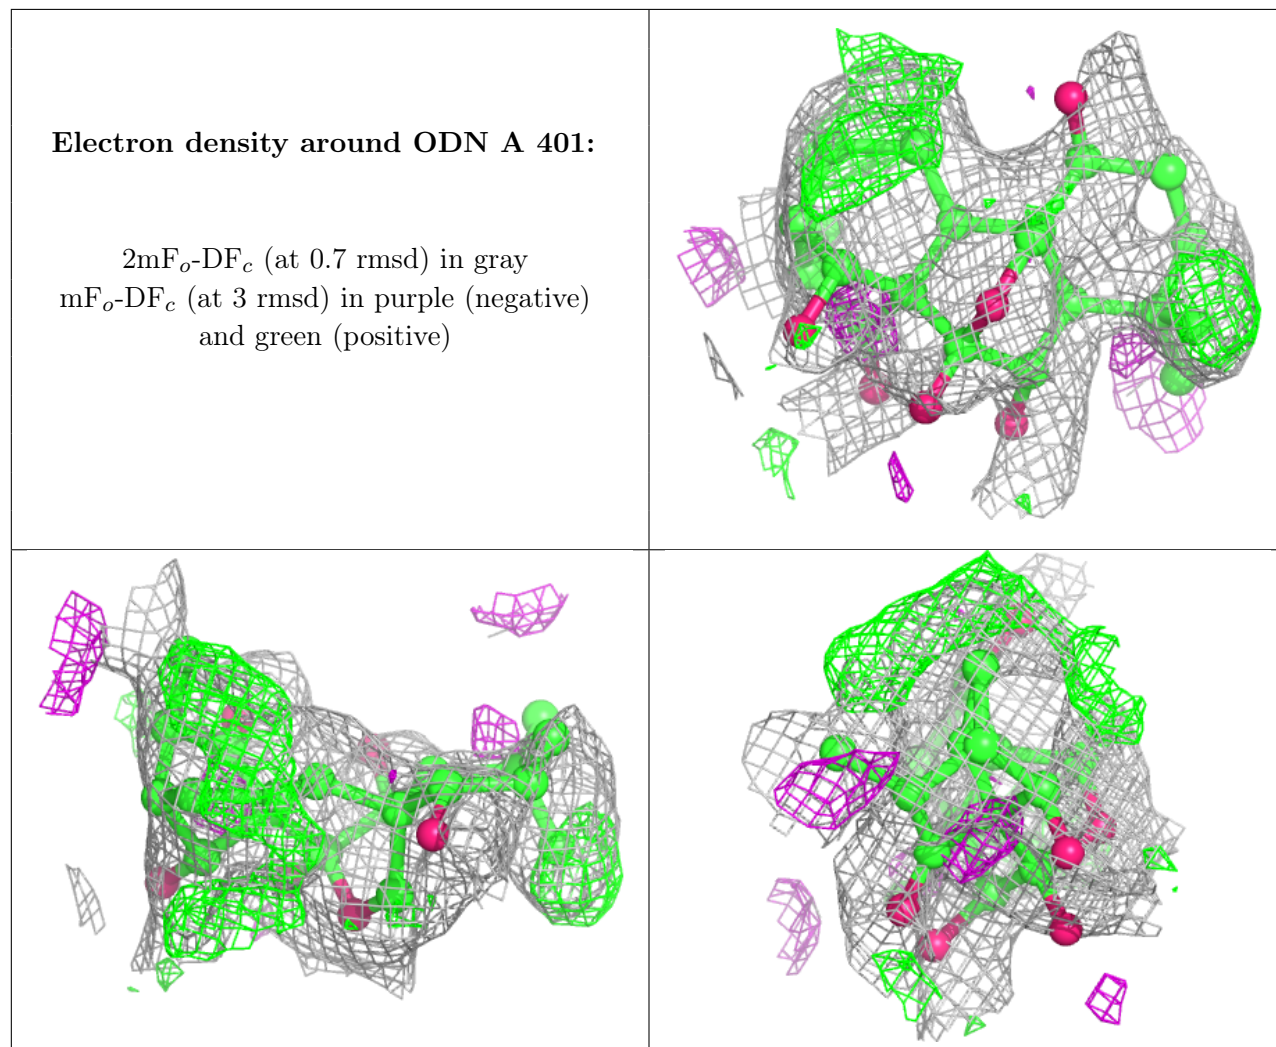 Electron density around ODN A 401:
2mFo-DFc (at 0.7 rmsd) in gray
mFo-DFc (at 3 rmsd) in purple (negative)
and green (positive)